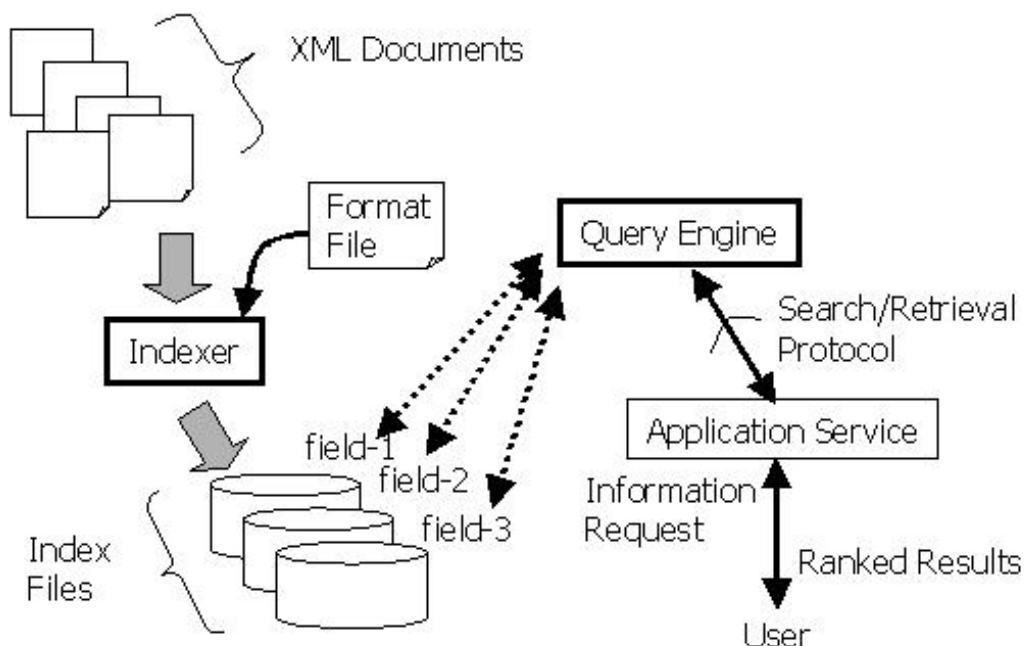 XML Documents
Format
File
Query Engine
Indexer
Search/Retrieval
Protocol
field-1
field-2
field-3
Application Service
Information
Request
Index
Files
Ranked Results
User